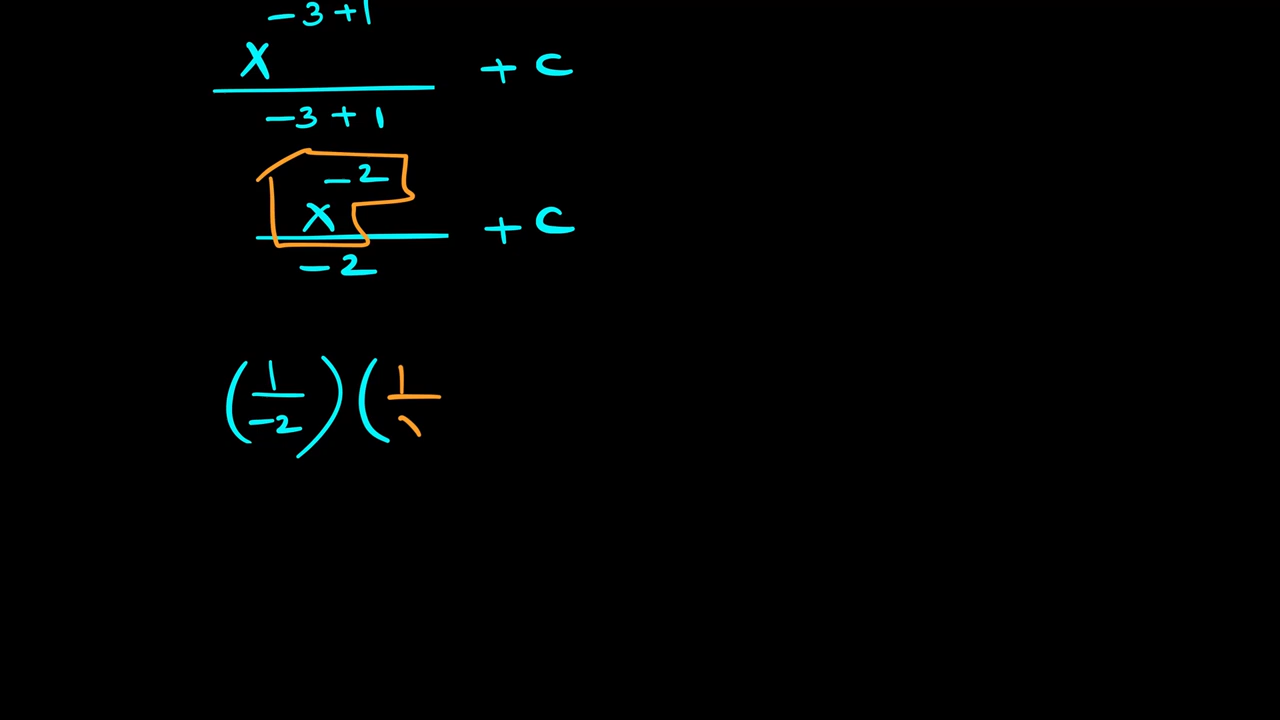 x^{-3+1}/(-3+1) + c
x^{-2}/(-2) + c
(1/(-2)) (1/